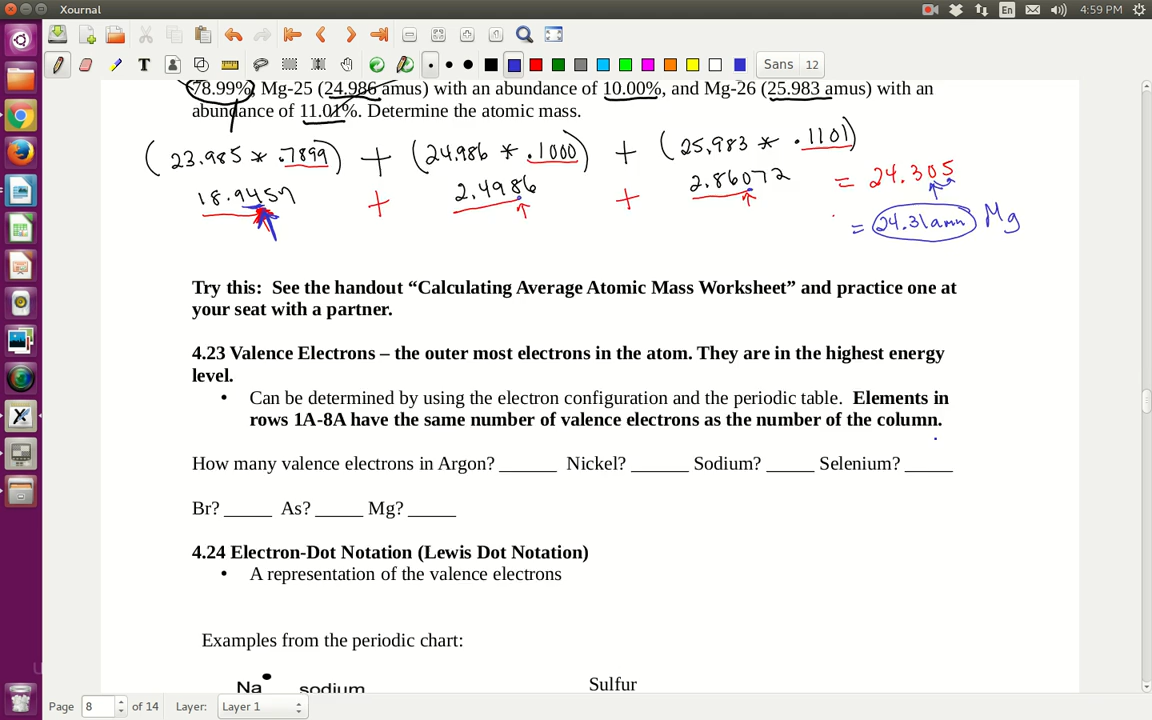 Xournal
En
4:59 PM
Sans 12
78.99%, Mg-25 (24.986 amus) with an abundance of 10.00%, and Mg-26 (25.983 amus) with an
abundance of 11.01%. Determine the atomic mass.
(23.985 * .7899) + (24.986 * .1000) + (25.983 * .1101)
18.9457 + 2.4986 + 2.86072 = 24.305
= 24.31amu Mg
Try this: See the handout “Calculating Average Atomic Mass Worksheet” and practice one at
your seat with a partner.
4.23 Valence Electrons – the outer most electrons in the atom. They are in the highest energy
level.
• Can be determined by using the electron configuration and the periodic table. Elements in
rows 1A-8A have the same number of valence electrons as the number of the column.
How many valence electrons in Argon? ______ Nickel? ______ Sodium? _____ Selenium? _____
Br? _____ As? _____ Mg? _____
4.24 Electron-Dot Notation (Lewis Dot Notation)
• A representation of the valence electrons
Examples from the periodic chart:
Na sodium
Sulfur
Page 8 of 14 Layer: Layer 1